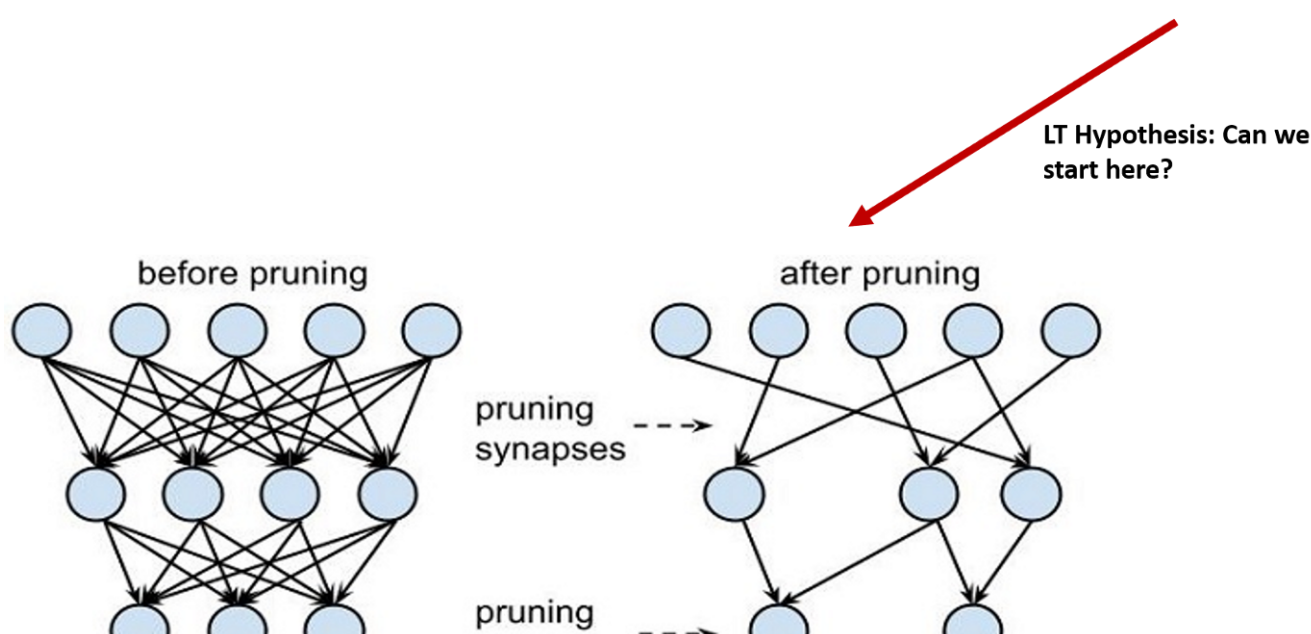 LT Hypothesis: Can we
start here?
before pruning
after pruning
pruning
synapses
pruning